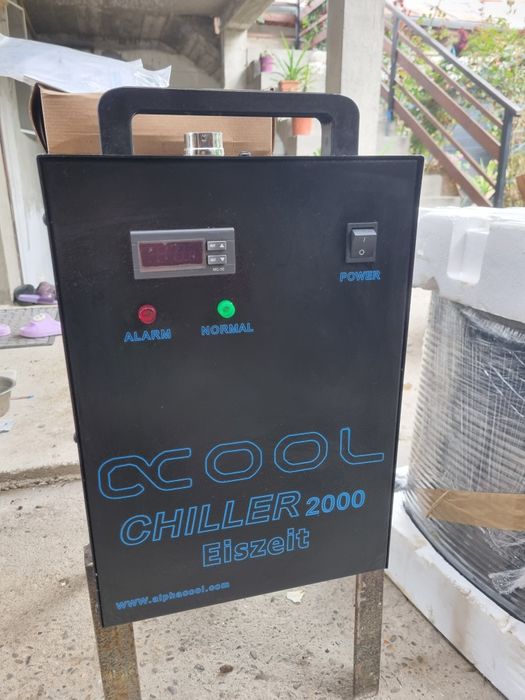 POWER
ALARM NORMAL
COOL
CHILLER 2000
Eiszeit
www.alphacool.com